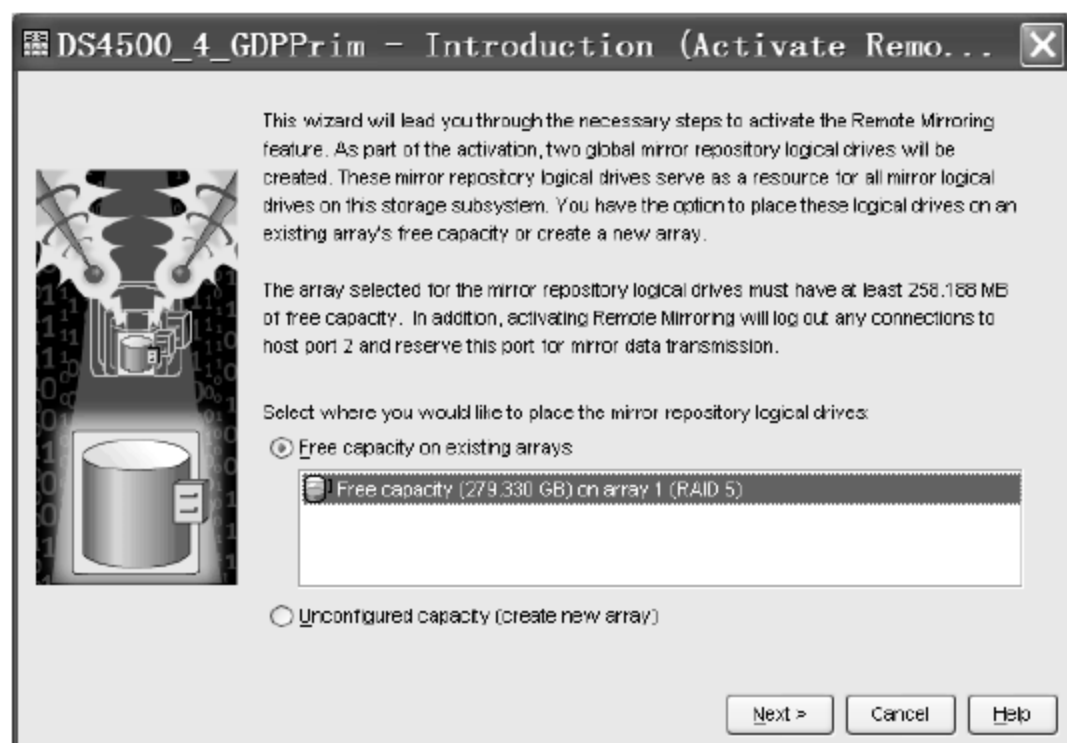 DS4500_4_GDPPrim - Introduction (Activate Remo...
This wizard will lead you through the necessary steps to activate the Remote Mirroring
feature. As part of the activation, two global mirror repository logical drives will be
created. These mirror repository logical drives serve as a resource for all mirror logical
drives on this storage subsystem. You have the option to place these logical drives on an
existing array's free capacity or create a new array.
The array selected for the mirror repository logical drives must have at least 258.188 MB
of free capacity. In addition, activating Remote Mirroring will log out any connections to
host port 2 and reserve this port for mirror data transmission.
Select where you would like to place the mirror repository logical drives:
Free capacity on existing arrays
Free capacity (279.330 GB) on array 1 (RAID 5)
Unconfigured capacity (create new array)
Next >
Cancel
Help